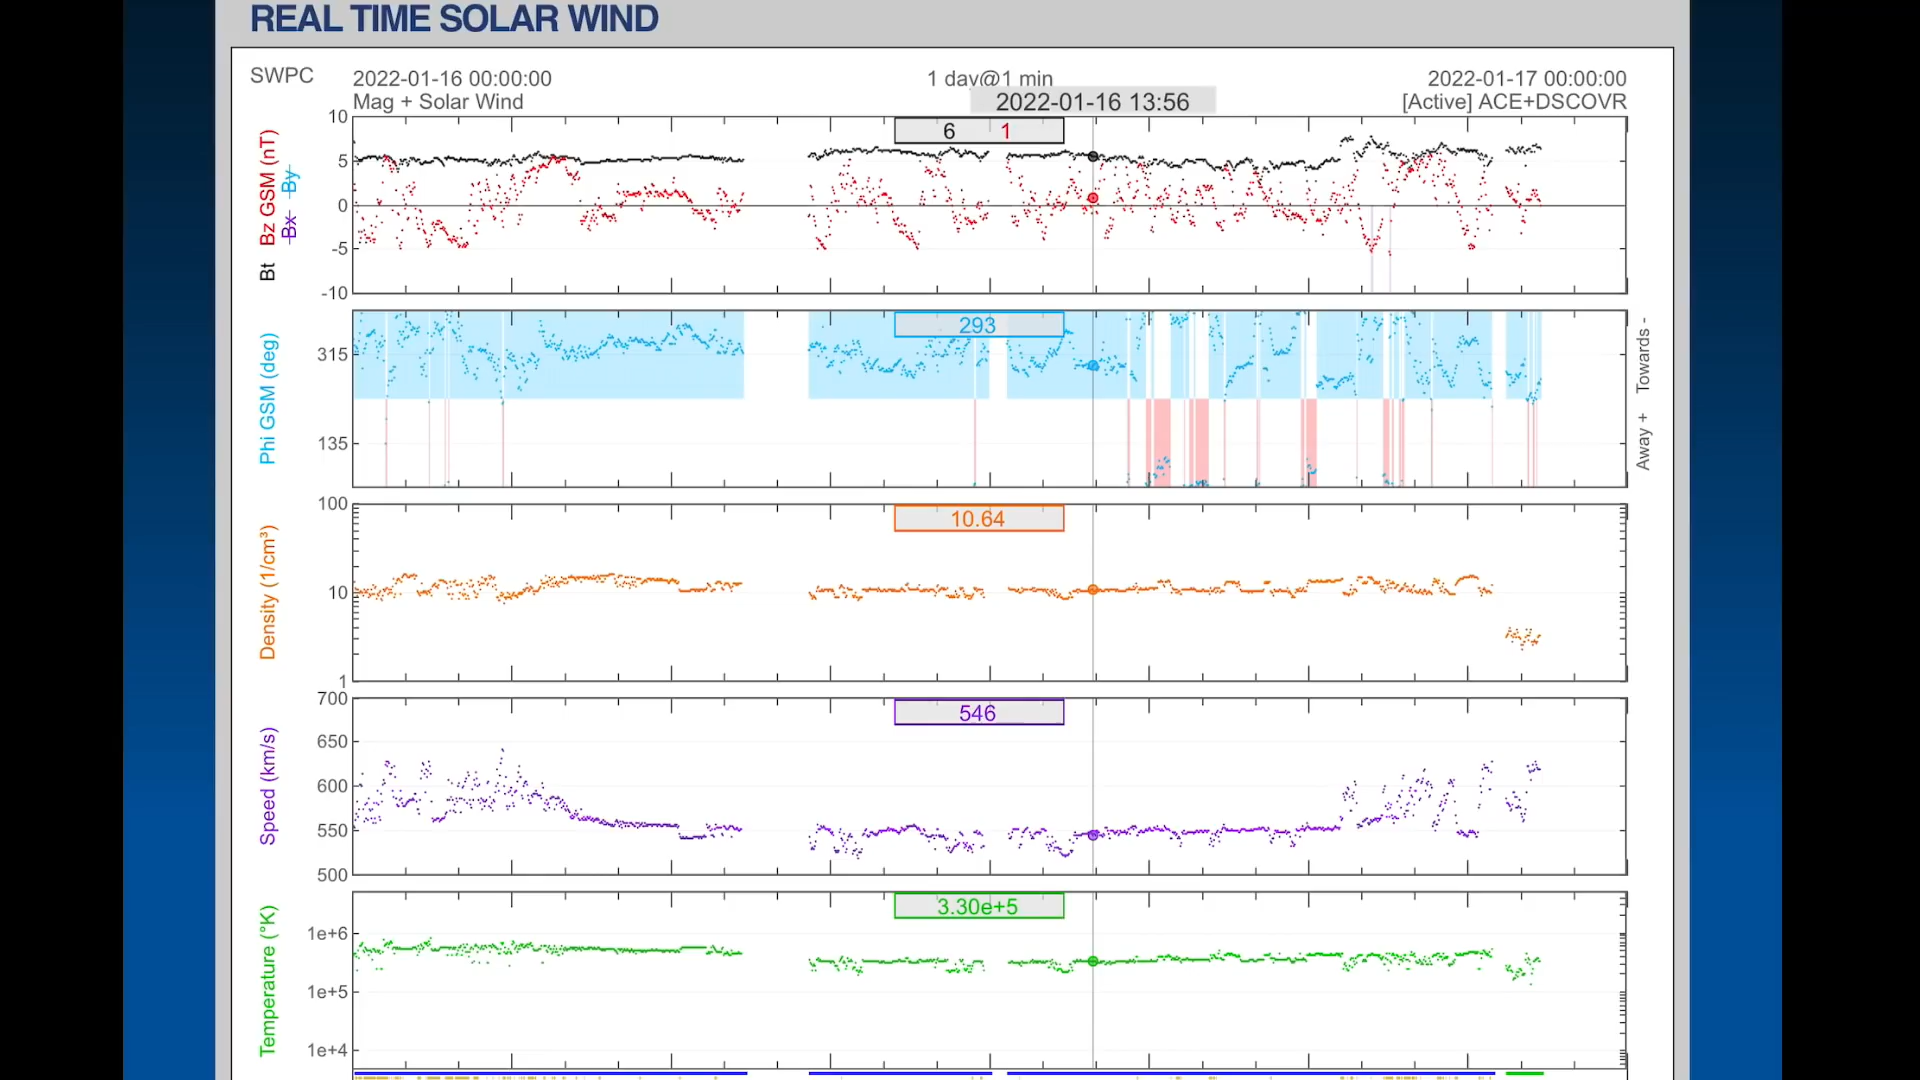 REAL TIME SOLAR WIND
SWPC 2022-01-16 00:00:00 1 day@1 min 2022-01-17 00:00:00
Mag + Solar Wind 2022-01-16 13:56 [Active] ACE+DSCOVR
Bt Bz GSM (nT)
Bx By
10
5
0
-5
-10
6 1
Phi GSM (deg)
315
135
293
Away + Towards -
Density (1/cm³)
100
10
1
10.64
Speed (km/s)
700
650
600
550
500
546
Temperature (°K)
1e+6
1e+5
1e+4
3.30e+5